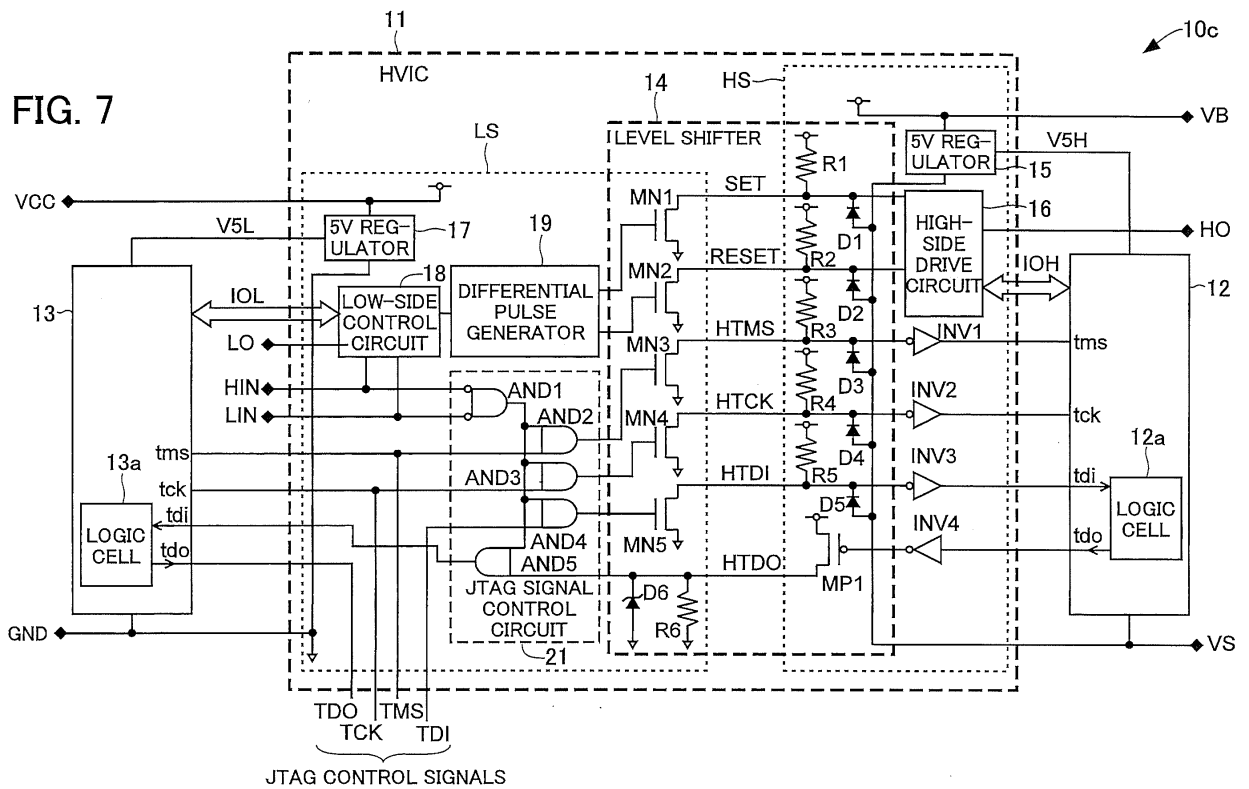 FIG. 7
10c
11
HVIC
HS
14
LEVEL SHIFTER
LS
VB
5V REG-
ULATOR
V5H
15
R1
SET
MN1
VCC
V5L
5V REG-
ULATOR
17
19
16
HIGH-
SIDE
DRIVE
CIRCUIT
HO
D1
R2
RESET
MN2
IOH
12
13
IOL
18
LOW-SIDE
CONTROL
CIRCUIT
DIFFERENTIAL
PULSE
GENERATOR
LO
D2
R3
HTMS
MN3
INV1
tms
HIN
LIN
AND1
D3
R4
HTCK
MN4
INV2
tck
AND2
tms
AND3
D4
R5
HTDI
INV3
12a
tdi
13a
tck
tdi
LOGIC
CELL
tdo
AND4
AND5
MN5
D5
INV4
LOGIC
CELL
tdo
HTDO
MP1
D6
R6
JTAG SIGNAL
CONTROL
CIRCUIT
21
GND
VS
TDO
TCK
TMS
TDI
JTAG CONTROL SIGNALS